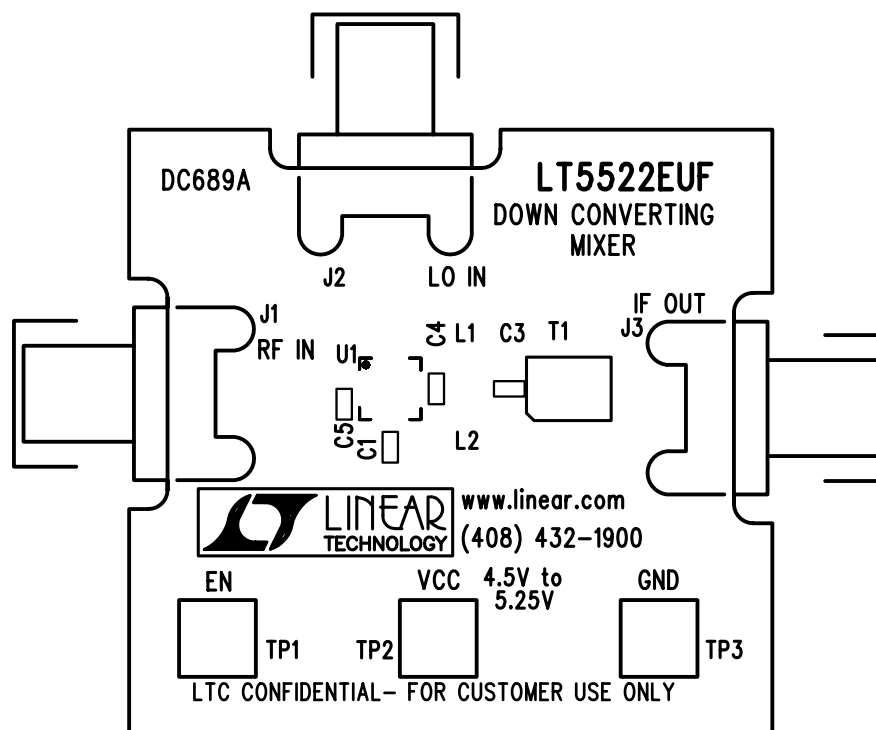 DC689A
LT5522EUF
DOWN CONVERTING
MIXER
J2
LO IN
J1
RF IN
IF OUT
J3
U1
C4
L1
C3
T1
C5
C1
L2
LT LINEAR
TECHNOLOGY
www.linear.com
(408) 432-1900
EN
VCC
4.5V to
5.25V
GND
TP1
TP2
TP3
LTC CONFIDENTIAL- FOR CUSTOMER USE ONLY